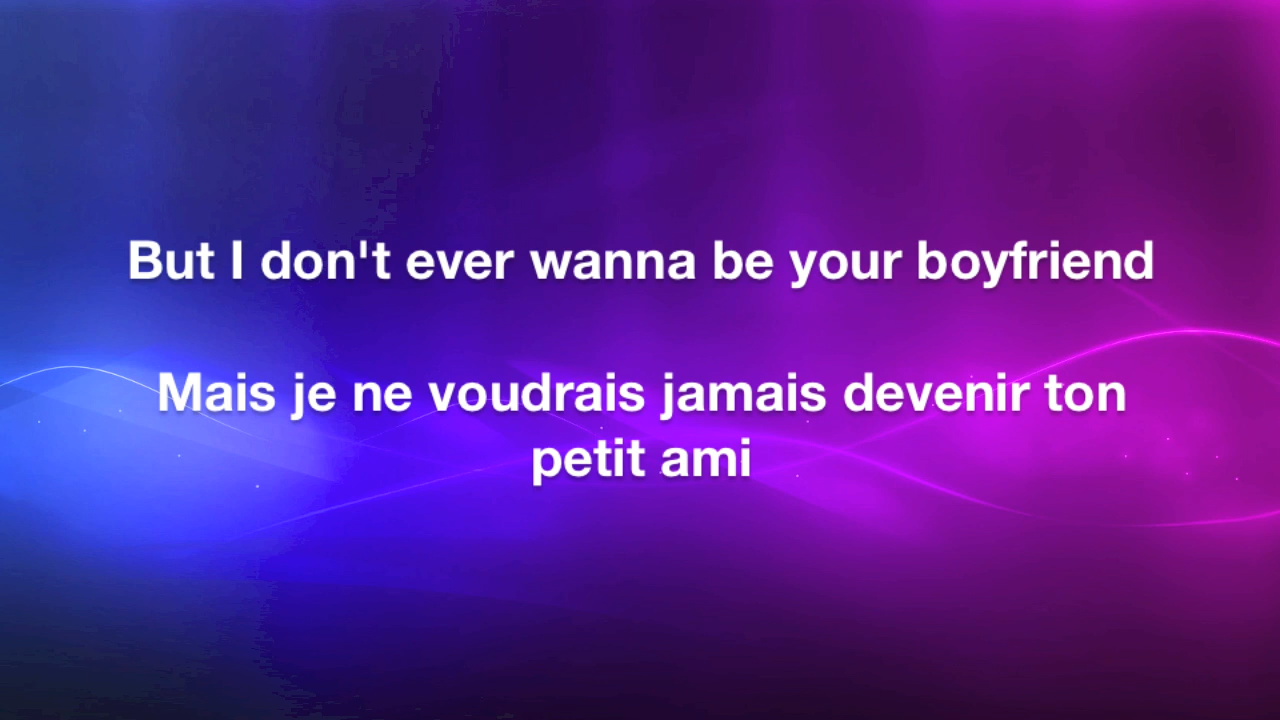 But I don't ever wanna be your boyfriend
Mais je ne voudrais jamais devenir ton
petit ami